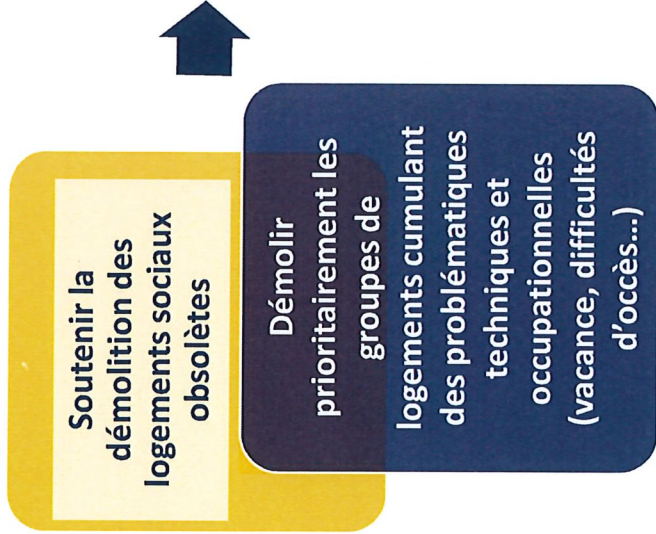 Soutenir la
démolition des
logements sociaux
obsolètes
Démolir
prioritairement les
groupes de
logements cumulant
des problématiques
techniques et
occupationnelles
(vacance, difficultés
d'occès...)